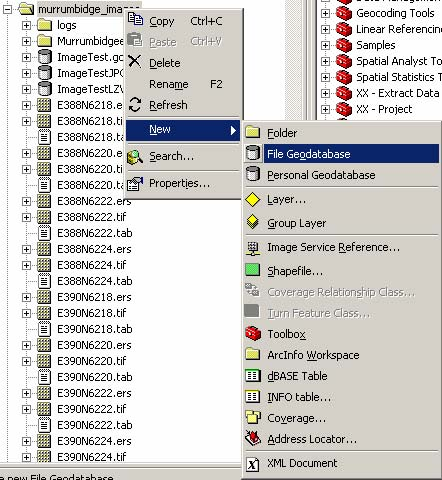 murrumbidge_images
logs
Murrumbidgee
ImageTest.gd
ImageTestJPG
ImageTestLZW
E388N6218.e
E388N6218.ti
E388N6218.ta
E388N6220.e
E388N6220.ti
E388N6220.ta
E388N6222.ers
E388N6222.tif
E388N6222.tab
E388N6224.ers
E388N6224.tif
E388N6224.tab
E390N6218.ers
E390N6218.tif
E390N6218.tab
E390N6220.ers
E390N6220.tif
E390N6220.tab
E390N6222.ers
E390N6222.tif
E390N6222.tab
E390N6224.ers
E390N6224.tif
e new File Geodatabase
Copy Ctrl+C
Paste Ctrl+V
Delete
Rename F2
Refresh
New
Search...
Properties...
Folder
File Geodatabase
Personal Geodatabase
Layer...
Group Layer
Image Service Reference...
Shapefile...
Coverage Relationship Class...
Turn Feature Class...
Toolbox
ArcInfo Workspace
dBASE Table
INFO table...
Coverage...
Address Locator...
XML Document
Geocoding Tools
Linear Referencin
Samples
Spatial Analyst To
Spatial Statistics T
XX - Extract Data
XX - Project